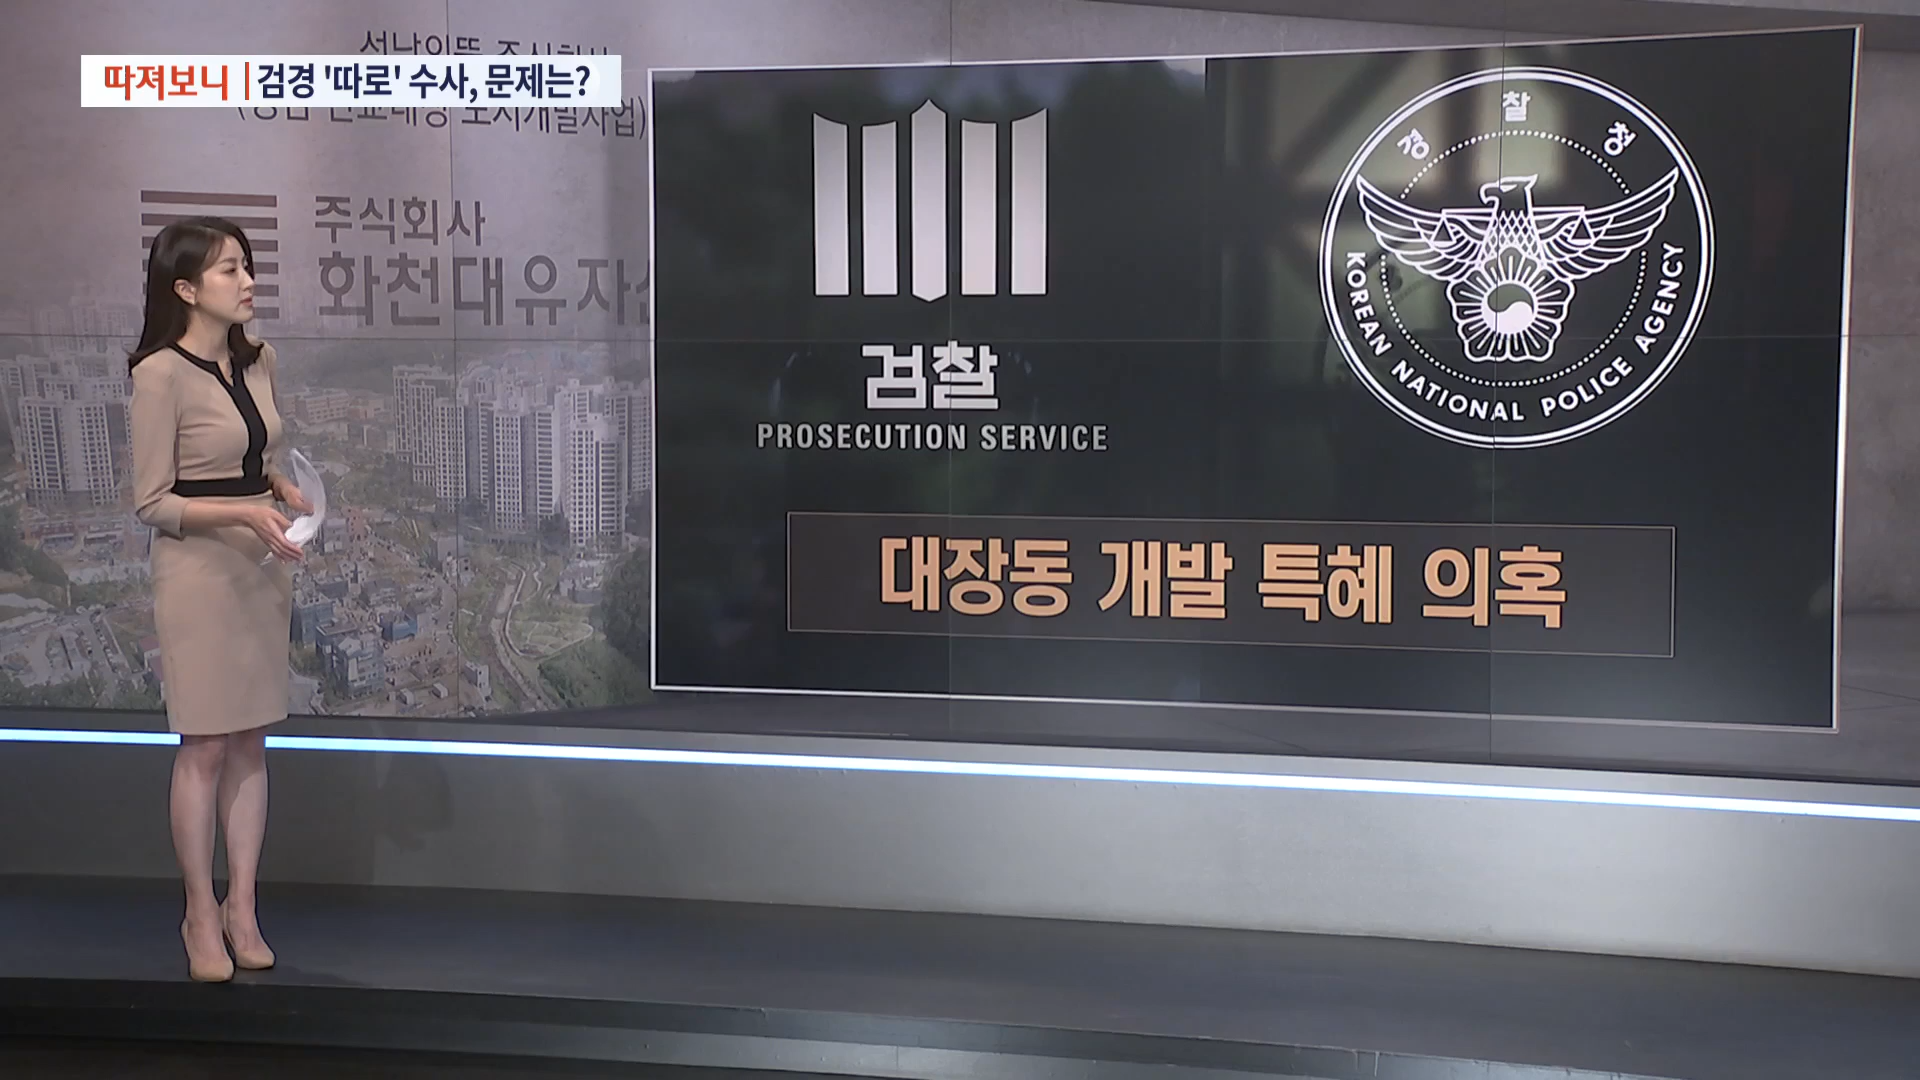 따져보니 | 검경 '따로' 수사, 문제는?
주식회사
화천대유자산
검찰
PROSECUTION SERVICE
경찰청
KOREAN NATIONAL POLICE AGENCY
대장동 개발 특혜 의혹